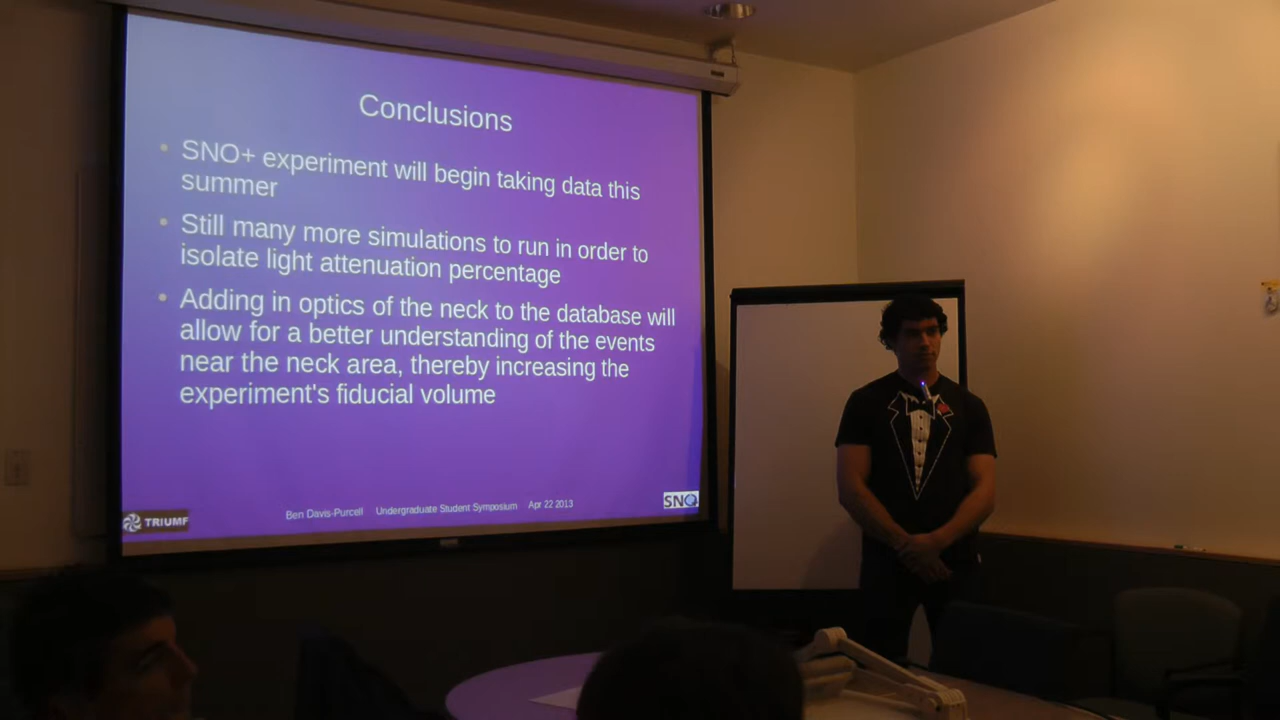 Conclusions
• SNO+ experiment will begin taking data this
summer
• Still many more simulations to run in order to
isolate light attenuation percentage
• Adding in optics of the neck to the database will
allow for a better understanding of the events
near the neck area, thereby increasing the
experiment's fiducial volume
TRIUMF
Ben Davis-Purcell Undergraduate Student Symposium Apr 22 2013
SNO